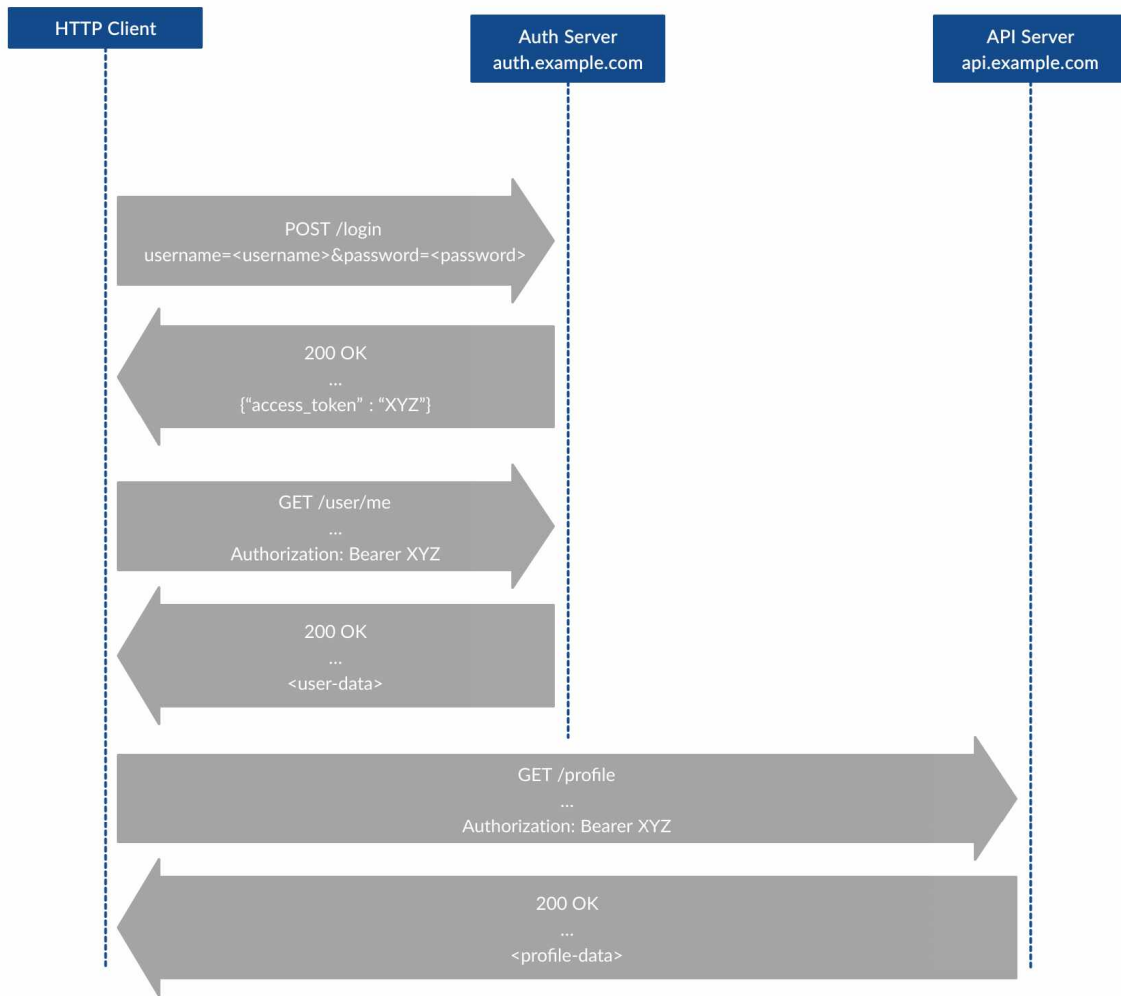 HTTP Client
Auth Server
auth.example.com
API Server
api.example.com
POST /login
username=<username>&password=<password>
200 OK
...
{“access_token” : “XYZ”}
GET /user/me
...
Authorization: Bearer XYZ
200 OK
...
<user-data>
GET /profile
...
Authorization: Bearer XYZ
200 OK
...
<profile-data>